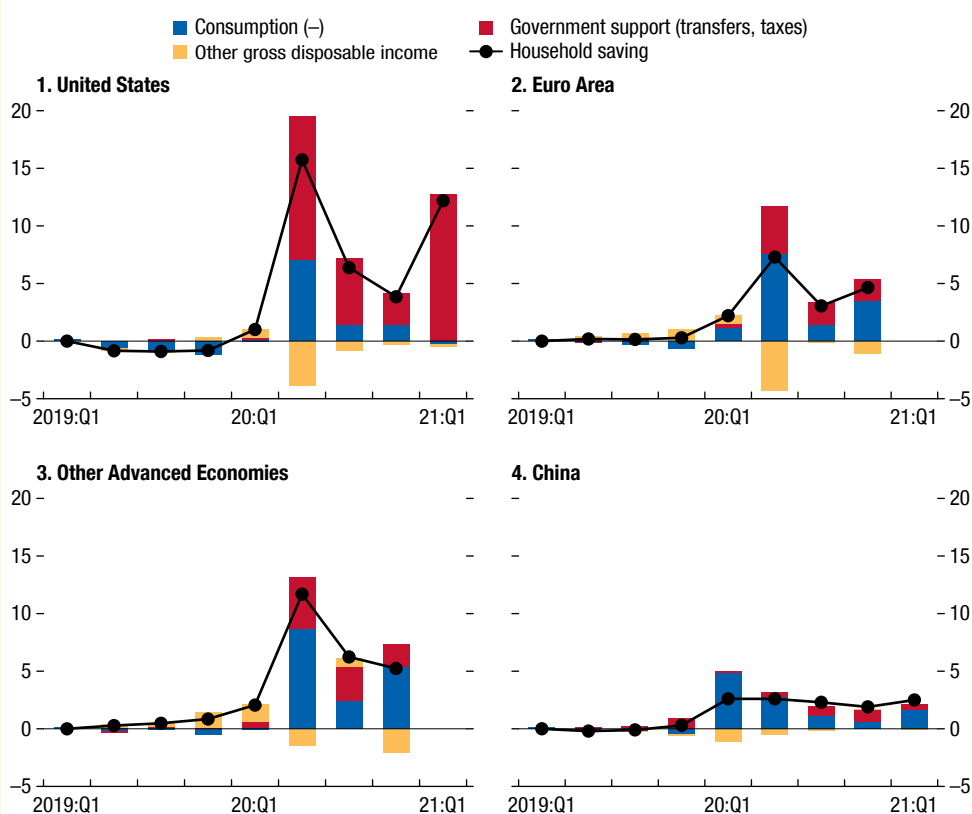 Consumption (–) Government support (transfers, taxes)
Other gross disposable income Household saving
1. United States
20
15
10
5
0
–5
2019:Q1 20:Q1 21:Q1
2. Euro Area
20
15
10
5
0
–5
2019:Q1 20:Q1 21:Q1
3. Other Advanced Economies
20
15
10
5
0
–5
2019:Q1 20:Q1 21:Q1
4. China
20
15
10
5
0
–5
2019:Q1 20:Q1 21:Q1